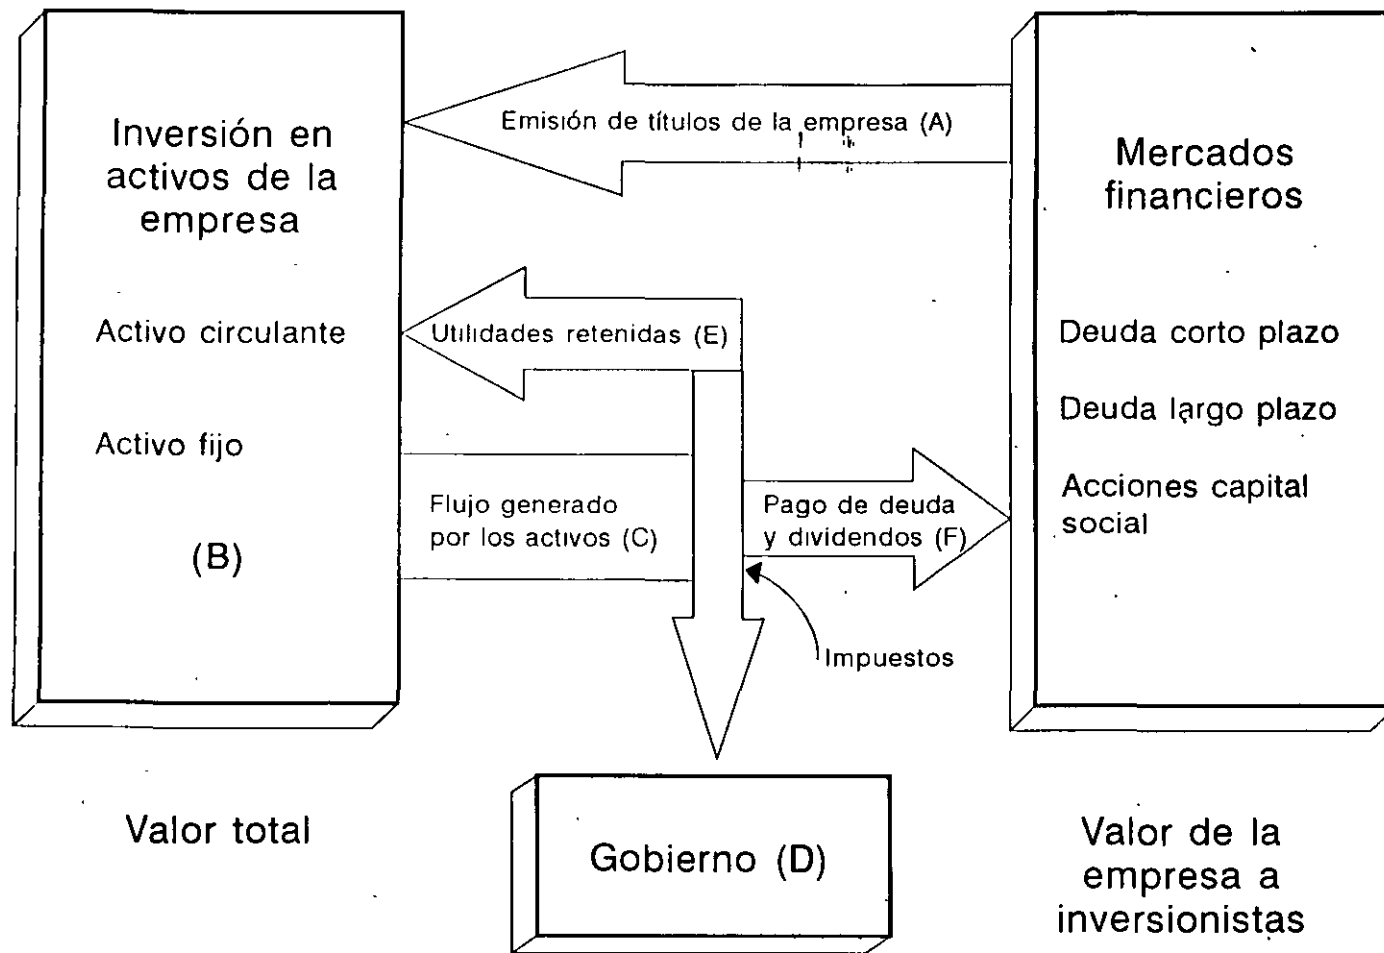 Emisión de títulos de la empresa (A)
Inversión en
activos de la
empresa
Activo circulante
Activo fijo
(B)
Utilidades retenidas (E)
Flujo generado
por los activos (C)
Pago de deuda
y dividendos (F)
Impuestos
Mercados
financieros
Deuda corto plazo
Deuda largo plazo
Acciones capital
social
Valor total
Gobierno (D)
Valor de la
empresa a
inversionistas